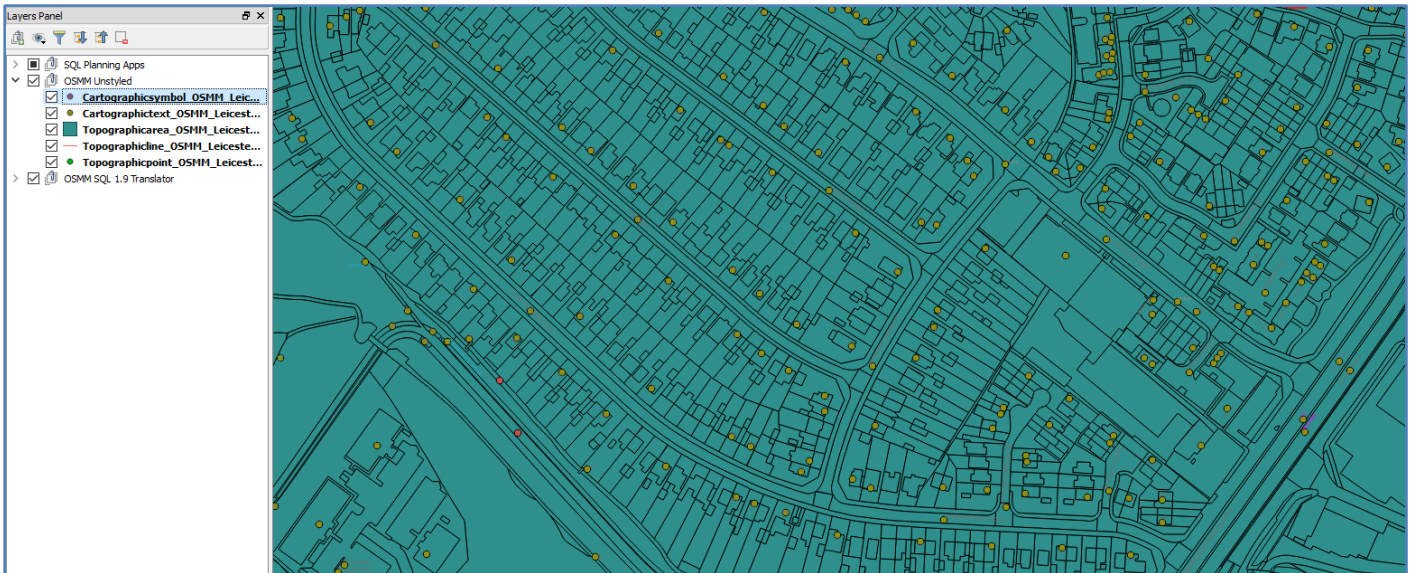 Layers Panel
SQL Planning Apps
OSMM Unstyled
Cartographicsymbol_OSMM_Leic...
Cartographictext_OSMM_Leicest...
Topographicarea_OSMM_Leicest...
Topographicline_OSMM_Leiceste...
Topographicpoint_OSMM_Leicest...
OSMM SQL 1.9 Translator